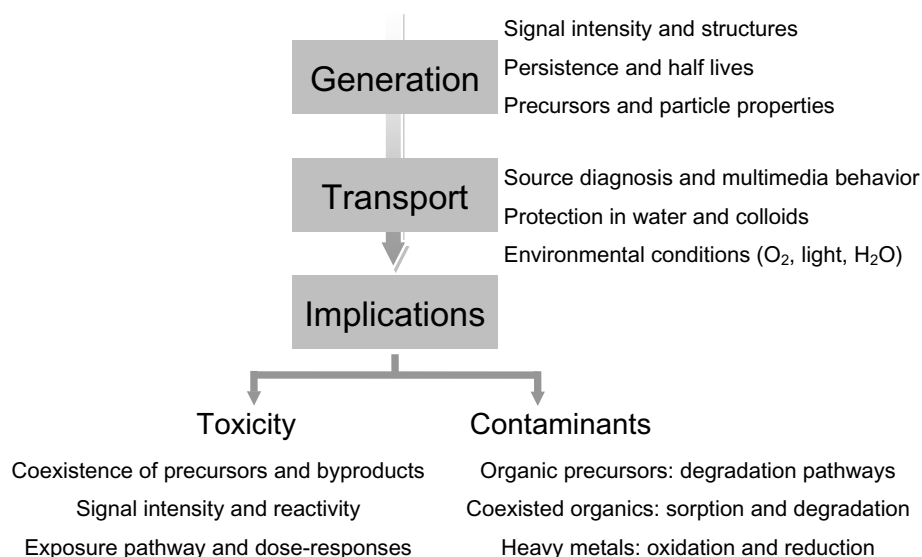 Signal intensity and structures
Generation
Persistence and half lives
Precursors and particle properties
Transport
Source diagnosis and multimedia behavior
Protection in water and colloids
Environmental conditions (O₂, light, H₂O)
Implications
Toxicity
Coexistence of precursors and byproducts
Signal intensity and reactivity
Exposure pathway and dose-responses
Contaminants
Organic precursors: degradation pathways
Coexisted organics: sorption and degradation
Heavy metals: oxidation and reduction